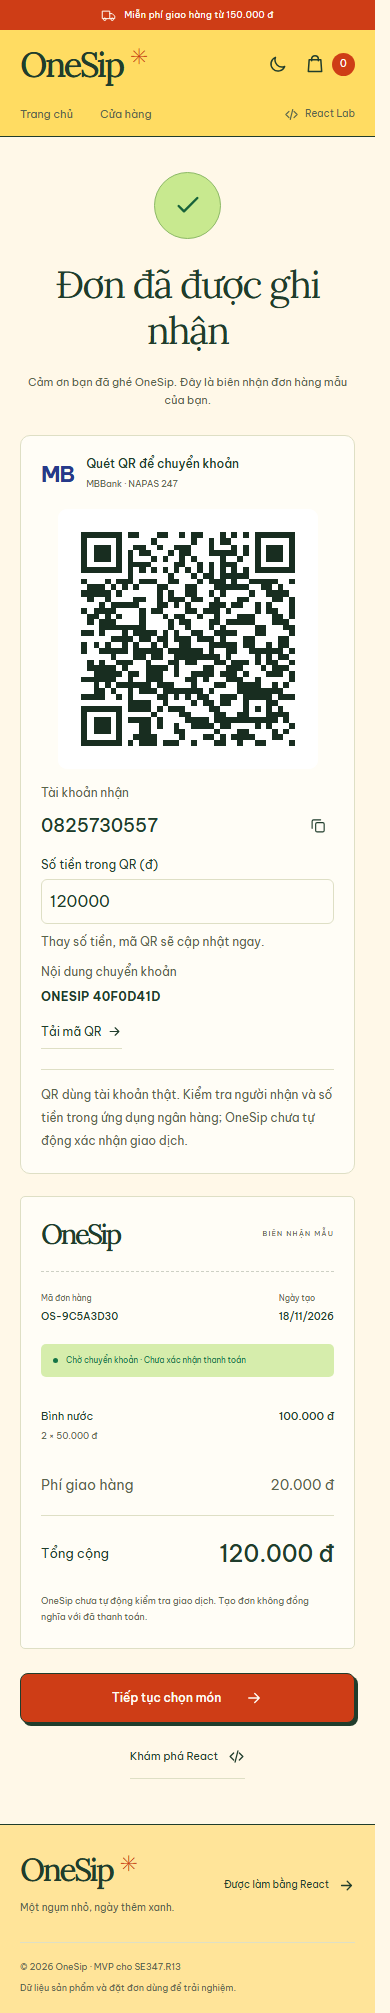 Miễn phí giao hàng từ 150.000 đ
OneSip
0
Trang chủ
Cửa hàng
React Lab
Đơn đã được ghi
nhận
Cảm ơn bạn đã ghé OneSip. Đây là biên nhận đơn hàng mẫu
của bạn.
MB
Quét QR để chuyển khoản
MBBank · NAPAS 247
Tài khoản nhận
0825730557
Số tiền trong QR (đ)
120000
Thay số tiền, mã QR sẽ cập nhật ngay.
Nội dung chuyển khoản
ONESIP 40F0D41D
Tải mã QR
QR dùng tài khoản thật. Kiểm tra người nhận và số
tiền trong ứng dụng ngân hàng; OneSip chưa tự
động xác nhận giao dịch.
OneSip
BIÊN NHẬN MẪU
Mã đơn hàng
Ngày tạo
OS-9C5A3D30
18/11/2026
Chờ chuyển khoản · Chưa xác nhận thanh toán
Bình nước
100.000 đ
2 × 50.000 đ
Phí giao hàng
20.000 đ
Tổng cộng
120.000 đ
OneSip chưa tự động kiểm tra giao dịch. Tạo đơn không đồng
nghĩa với đã thanh toán.
Tiếp tục chọn món
Khám phá React
OneSip
Được làm bằng React
Một ngụm nhỏ, ngày thêm xanh.
© 2026 OneSip · MVP cho SE347.R13
Dữ liệu sản phẩm và đặt đơn dùng để trải nghiệm.